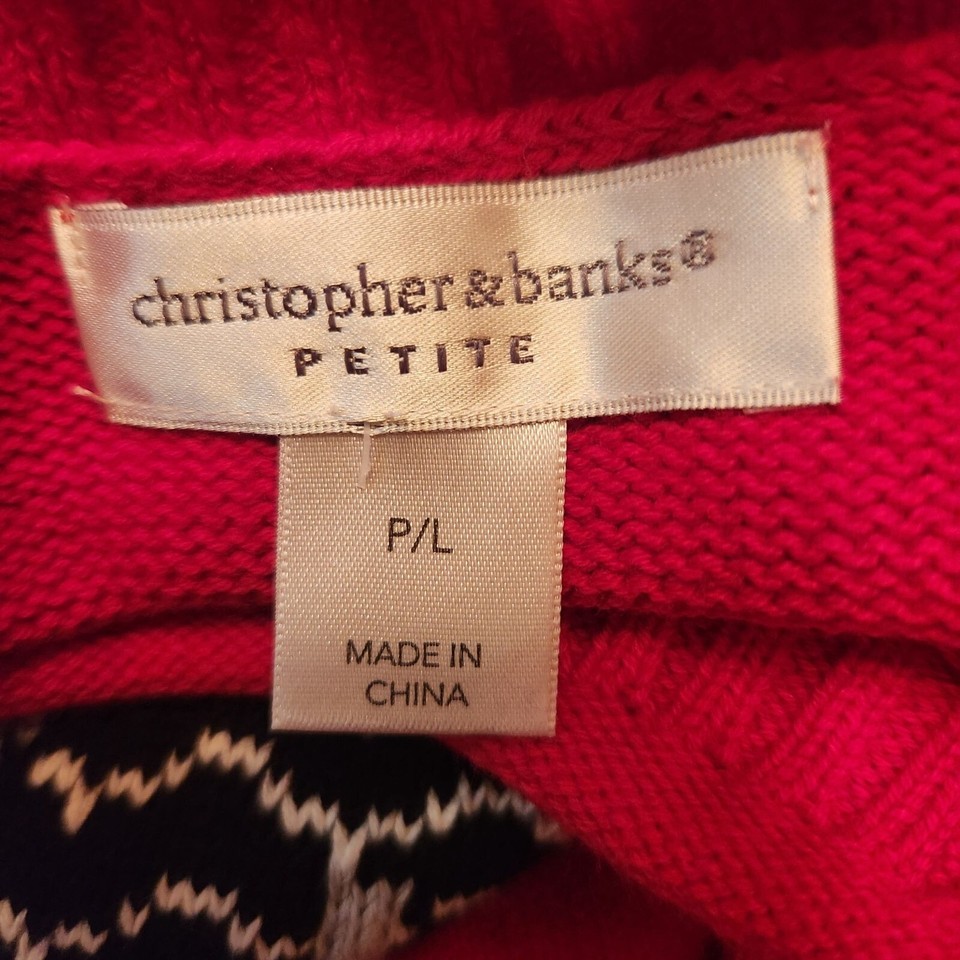 christopher & banks®
PETITE
P/L
MADE IN
CHINA